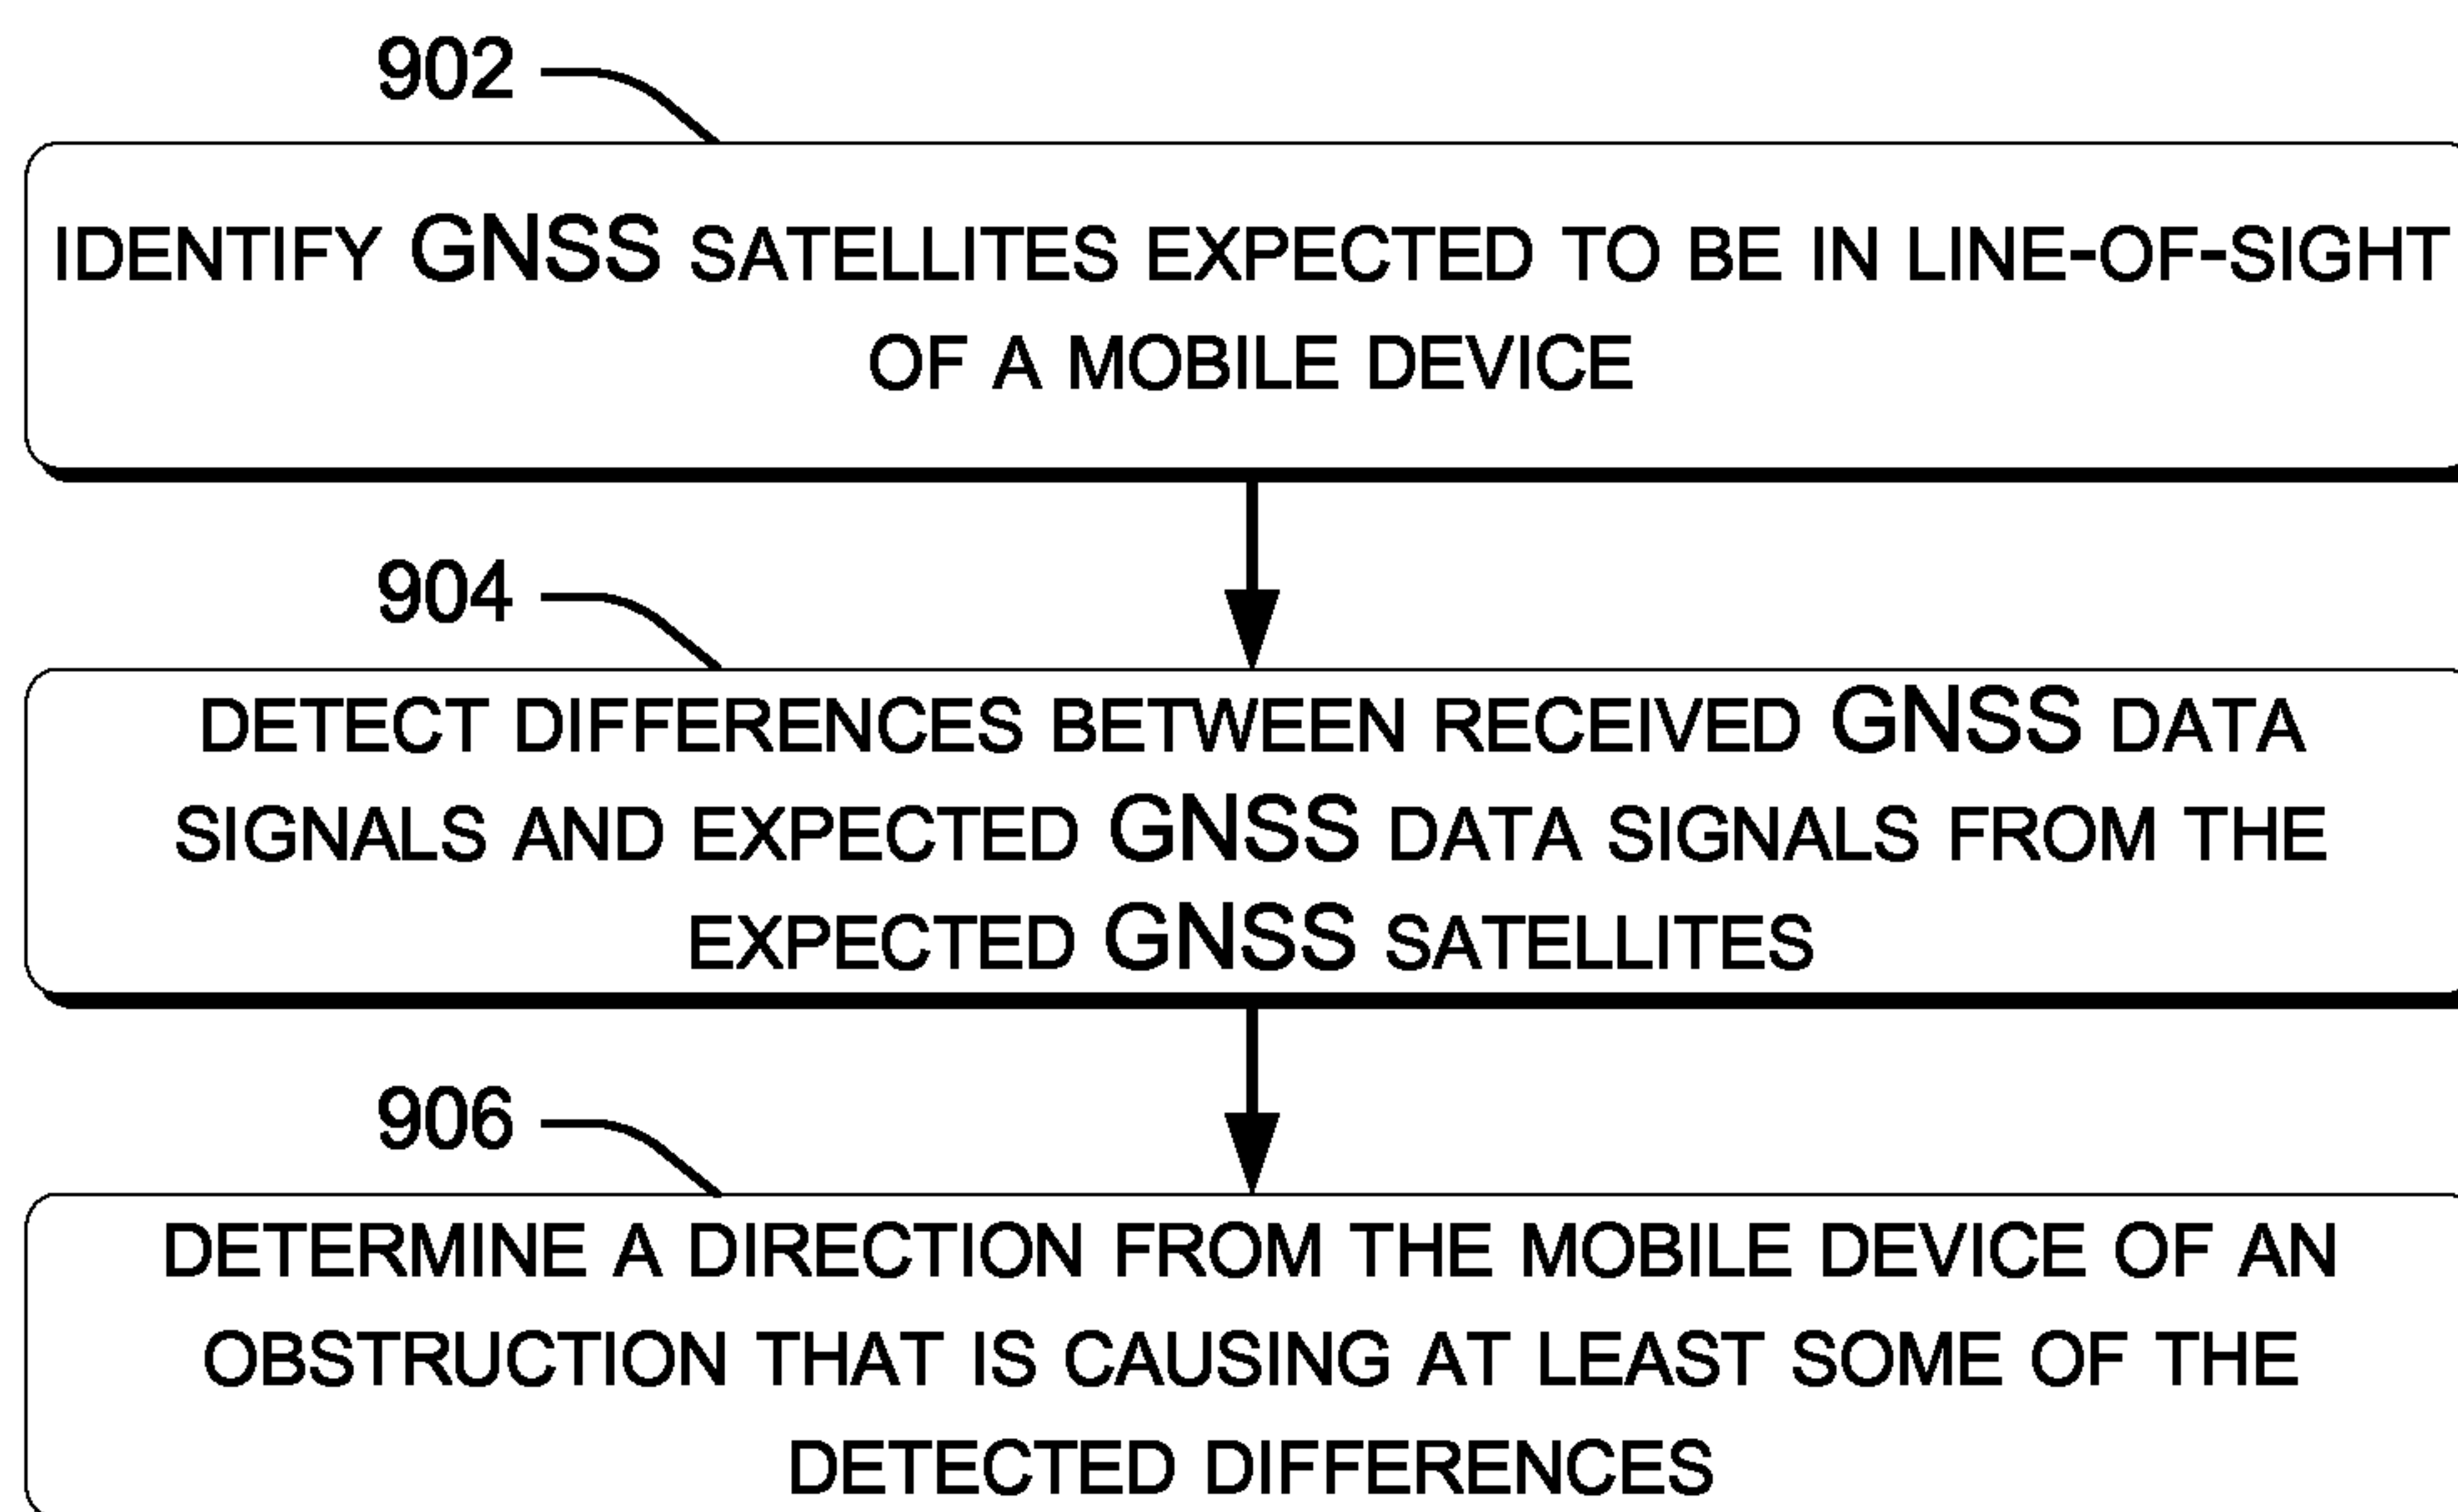 902
IDENTIFY GNSS SATELLITES EXPECTED TO BE IN LINE-OF-SIGHT
OF A MOBILE DEVICE
904
DETECT DIFFERENCES BETWEEN RECEIVED GNSS DATA
SIGNALS AND EXPECTED GNSS DATA SIGNALS FROM THE
EXPECTED GNSS SATELLITES
906
DETERMINE A DIRECTION FROM THE MOBILE DEVICE OF AN
OBSTRUCTION THAT IS CAUSING AT LEAST SOME OF THE
DETECTED DIFFERENCES